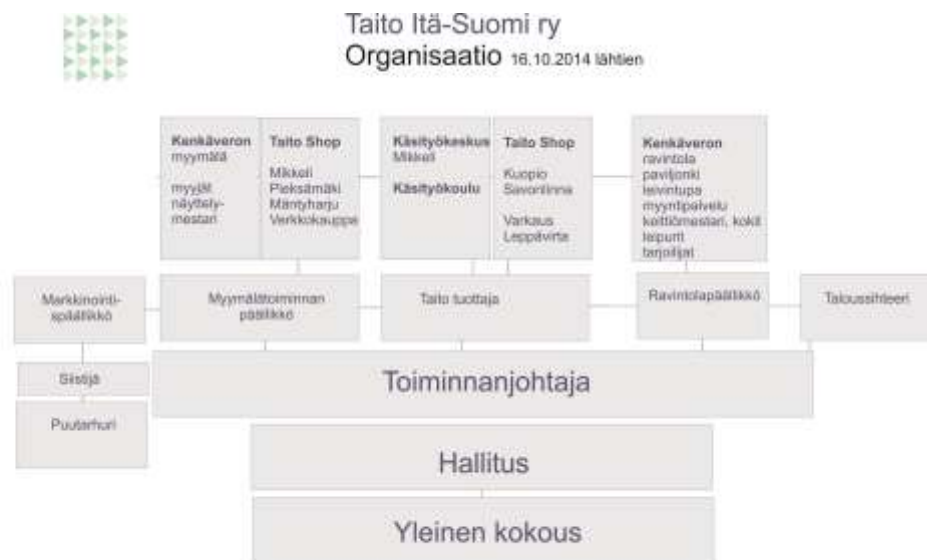 Taito Itä-Suomi ry
Organisaatio 16.10.2014 lähtien
Kenkäveron
myymälä
myyjät
näyttely-
mestari
Taito Shop
Mikkeli
Pieksämäki
Mäntyharju
Verkkokauppa
Käsityökeskus
Mikkeli
Käsityökoulu
Taito Shop
Kuopio
Savonlinna
Varkaus
Leppävirta
Kenkäveron
ravintola
paviljonki
leivintupa
myyntipalvelu
keittiömestari, kokit
leipurit
tarjoilijat
Markkinointi-
päällikkö
Myymälätoiminnan
päällikkö
Taito tuottaja
Ravintolapäällikkö
Taloussihteeri
Siistijä
Puutarhuri
Toiminnanjohtaja
Hallitus
Yleinen kokous